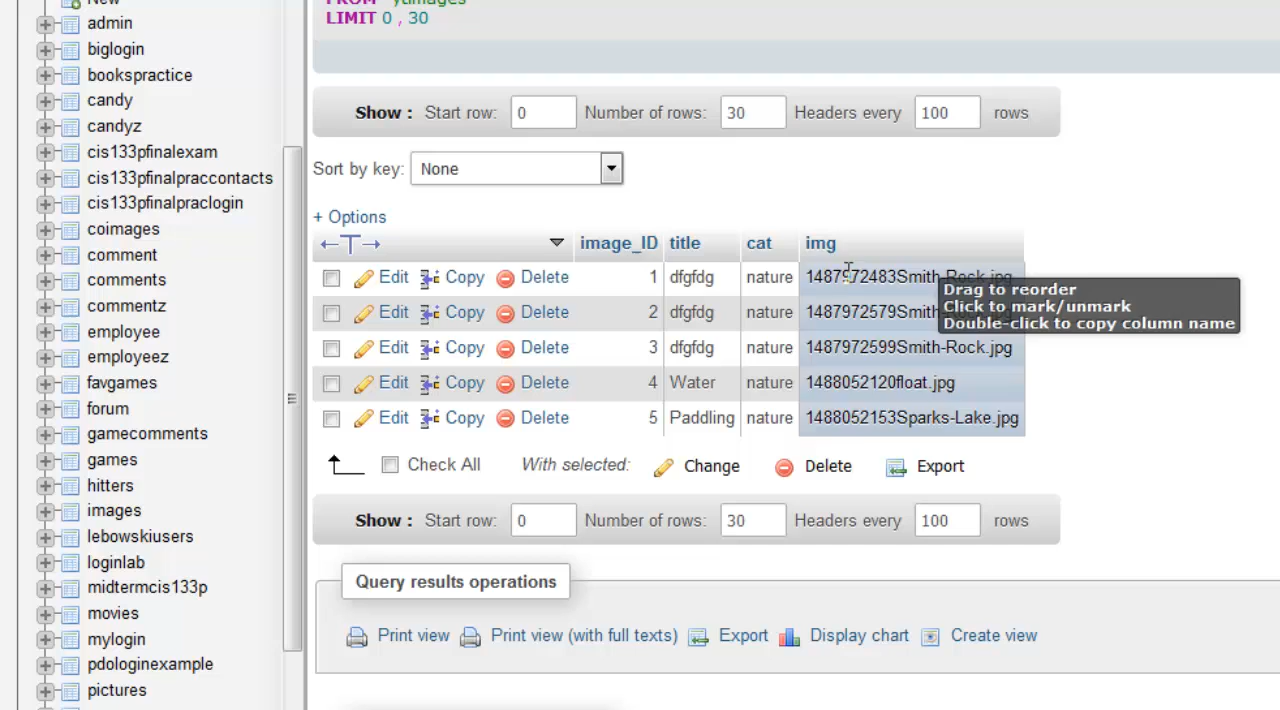 New
admin
biglogin
bookspractice
candy
candyz
cis133pfinalexam
cis133pfinalpraccontacts
cis133pfinalpraclogin
coimages
comment
comments
commentz
employee
employeez
favgames
forum
gamecomments
games
hitters
images
lebowskiusers
loginlab
midtermcis133p
movies
mylogin
pdologinexample
pictures
FROM `ytimages`
LIMIT 0 , 30
Show : Start row: 0 Number of rows: 30 Headers every 100 rows
Sort by key: None
+ Options
image_ID title cat img
Edit Copy Delete 1 dfgfdg nature 1487972483Smith-Rock.jpg
Edit Copy Delete 2 dfgfdg nature 1487972579Smith-
Edit Copy Delete 3 dfgfdg nature 1487972599Smith-Rock.jpg
Edit Copy Delete 4 Water nature 1488052120float.jpg
Edit Copy Delete 5 Paddling nature 1488052153Sparks-Lake.jpg
Drag to reorder
Click to mark/unmark
Double-click to copy column name
Check All With selected: Change Delete Export
Show : Start row: 0 Number of rows: 30 Headers every 100 rows
Query results operations
Print view Print view (with full texts) Export Display chart Create view